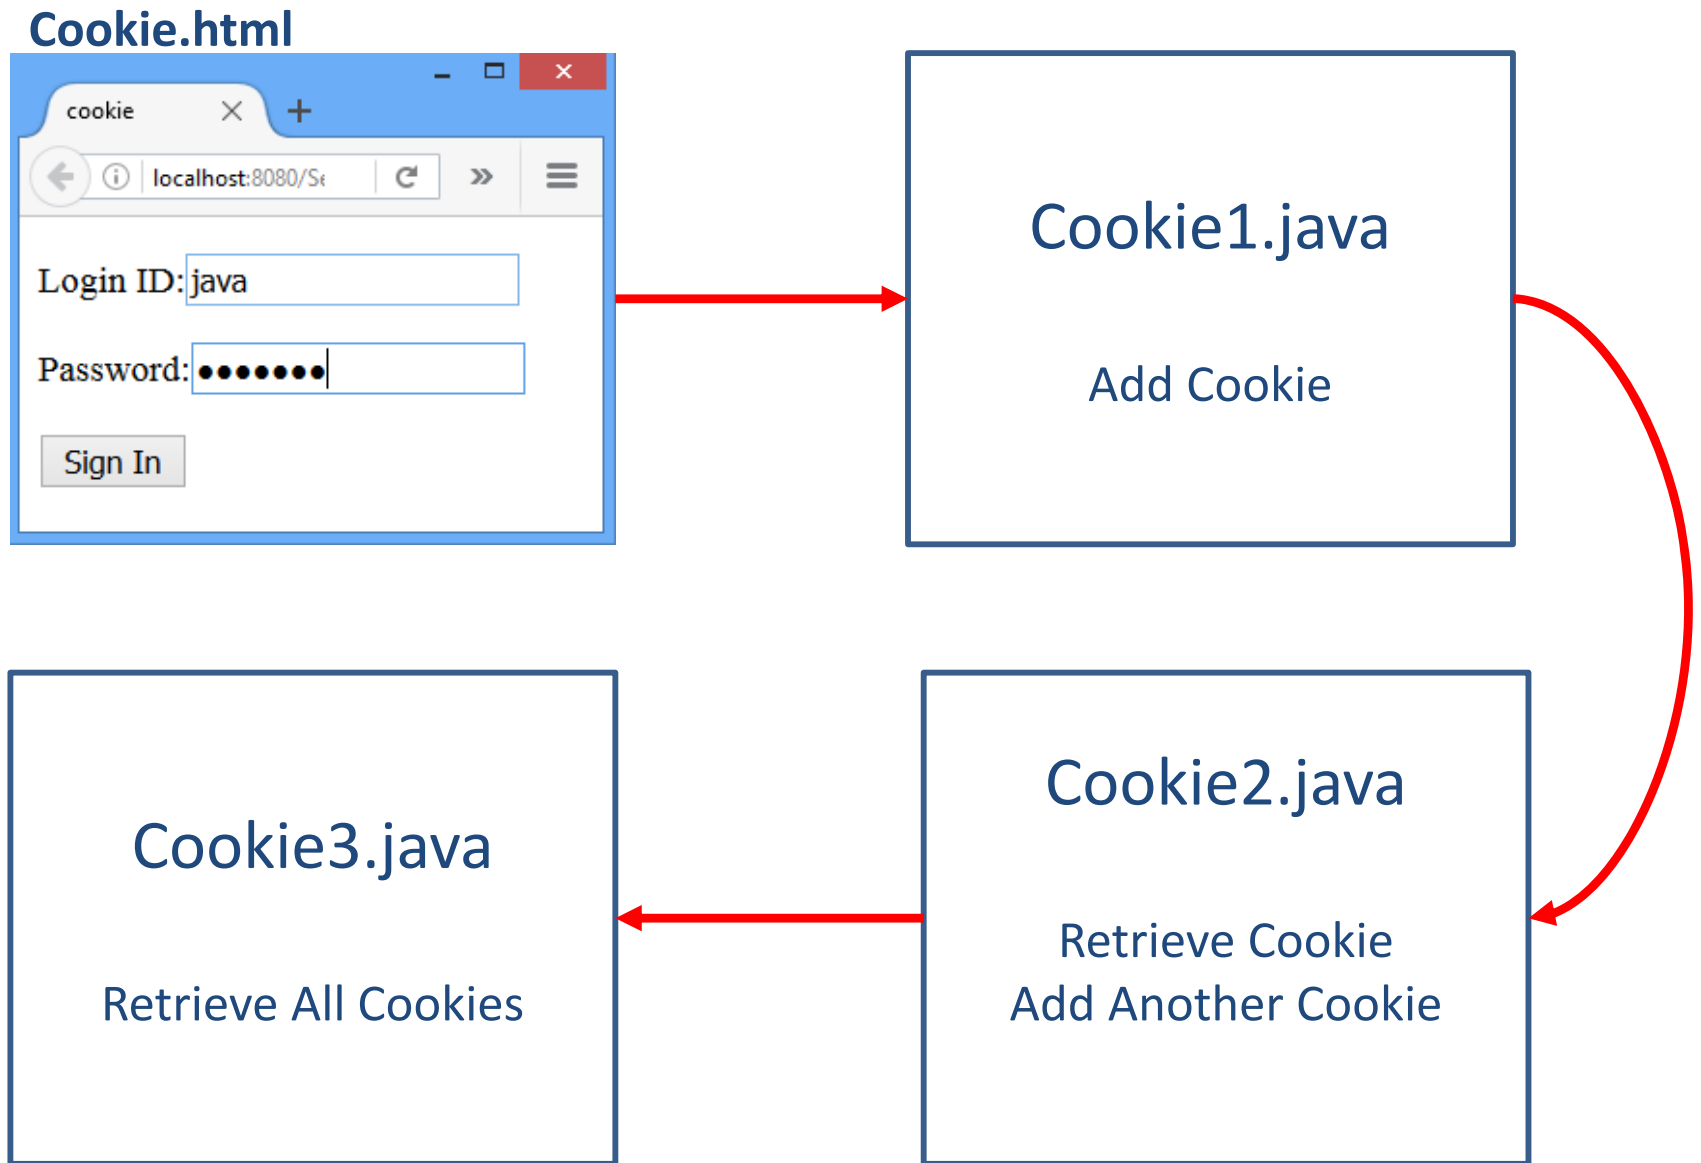 Cookie.html
cookie
localhost:8080/Se
Login ID: java
Password: •••••••
Sign In
Cookie1.java
Add Cookie
Cookie2.java
Retrieve Cookie
Add Another Cookie
Cookie3.java
Retrieve All Cookies